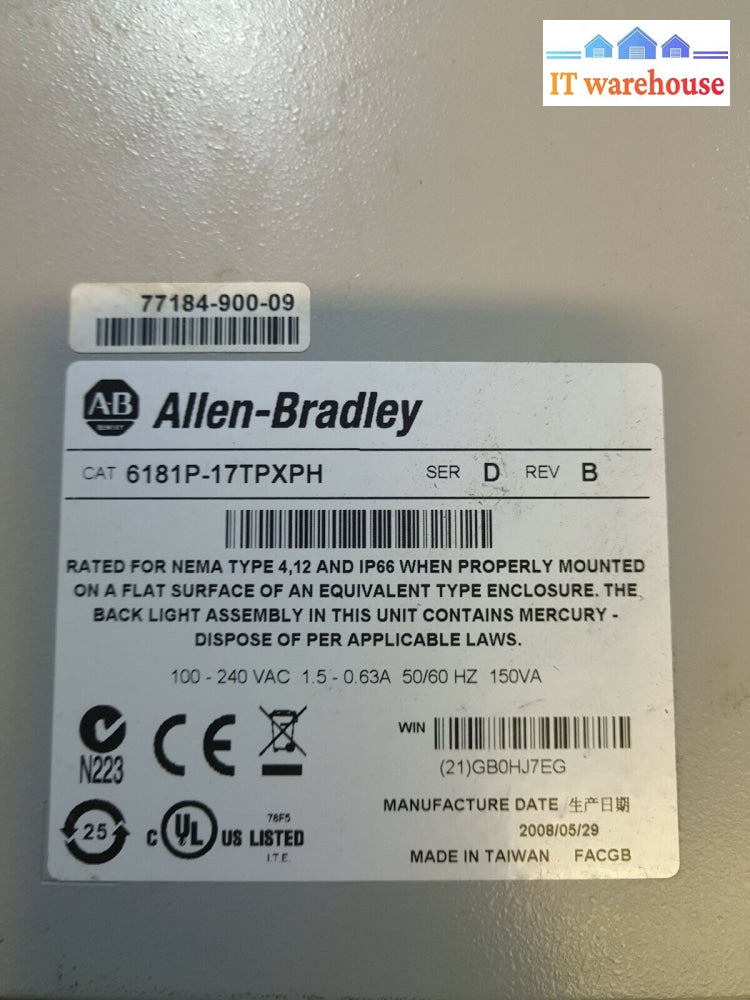 IT warehouse
77184-900-09
AB
Allen-Bradley
CAT 6181P-17TPXPH SER D REV B
RATED FOR NEMA TYPE 4,12 AND IP66 WHEN PROPERLY MOUNTED
ON A FLAT SURFACE OF AN EQUIVALENT TYPE ENCLOSURE. THE
BACK LIGHT ASSEMBLY IN THIS UNIT CONTAINS MERCURY -
DISPOSE OF PER APPLICABLE LAWS.
100 - 240 VAC 1.5 - 0.63A 50/60 HZ 150VA
N223
CE
WIN
(21)GB0HJ7EG
25
C UL US LISTED
78F5
I.T.E.
MANUFACTURE DATE 生产日期
2008/05/29
MADE IN TAIWAN FACGB